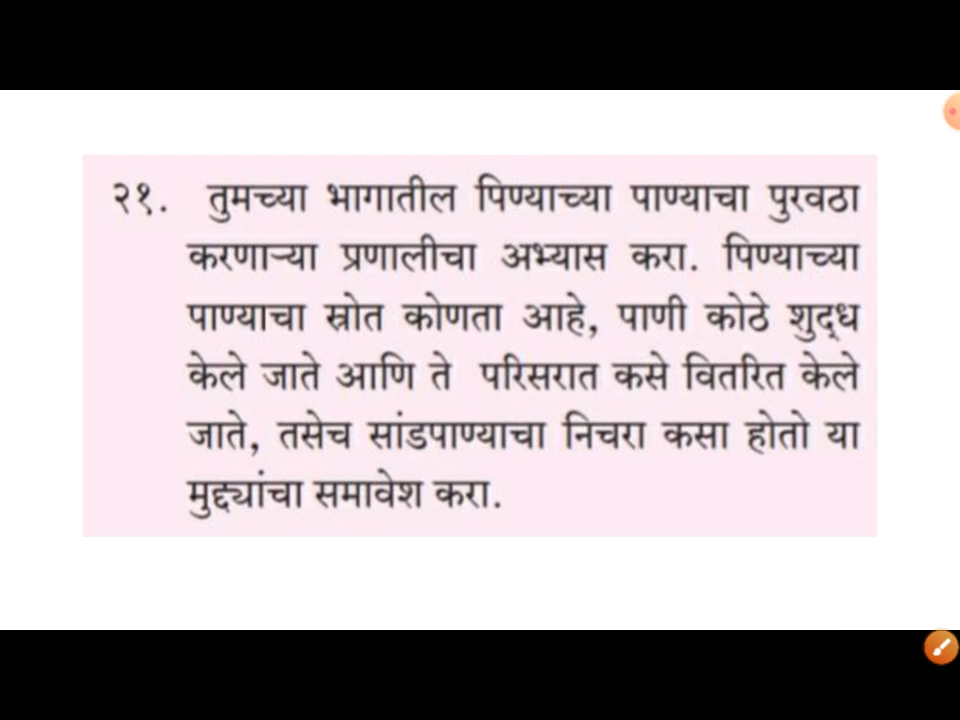 २१. तुमच्या भागातील पिण्याच्या पाण्याचा पुरवठा
करणाऱ्या प्रणालीचा अभ्यास करा. पिण्याच्या
पाण्याचा स्रोत कोणता आहे, पाणी कोठे शुद्ध
केले जाते आणि ते परिसरात कसे वितरित केले
जाते, तसेच सांडपाण्याचा निचरा कसा होतो या
मुद्द्यांचा समावेश करा.